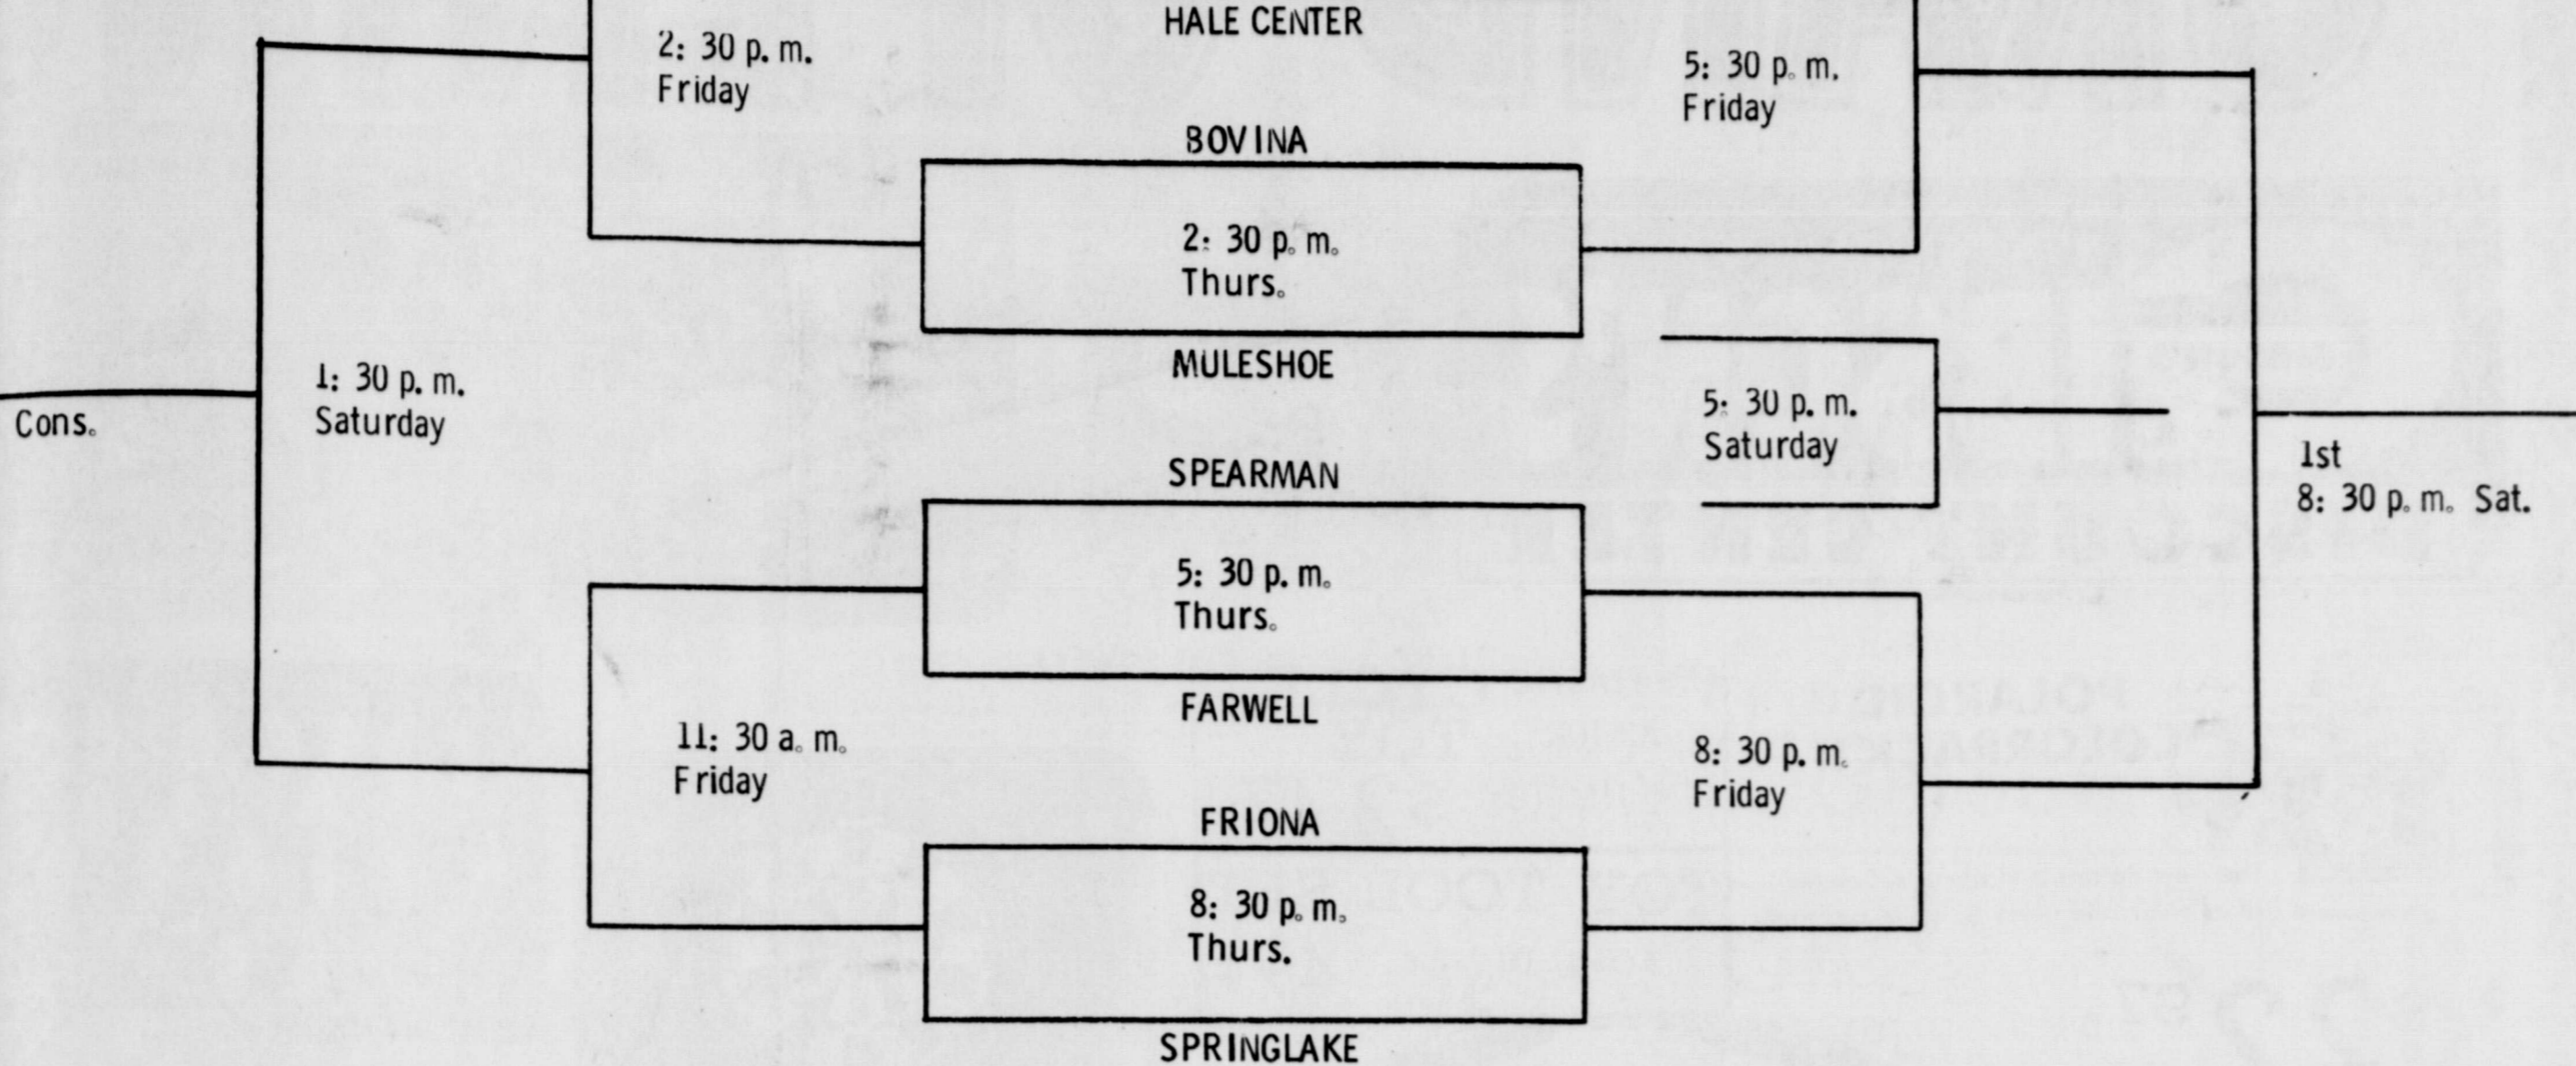 HALE CENTER
2: 30 p. m.
Friday
5: 30 p. m.
Friday
BOVINA
2: 30 p. m.
Thurs.
MULESHOE
1: 30 p. m.
Saturday
Cons.
5: 30 p. m.
Saturday
1st
8: 30 p. m. Sat.
SPEARMAN
5: 30 p. m.
Thurs.
FARWELL
11: 30 a. m.
Friday
8: 30 p. m.
Friday
FRIONA
8: 30 p. m.
Thurs.
SPRINGLAKE